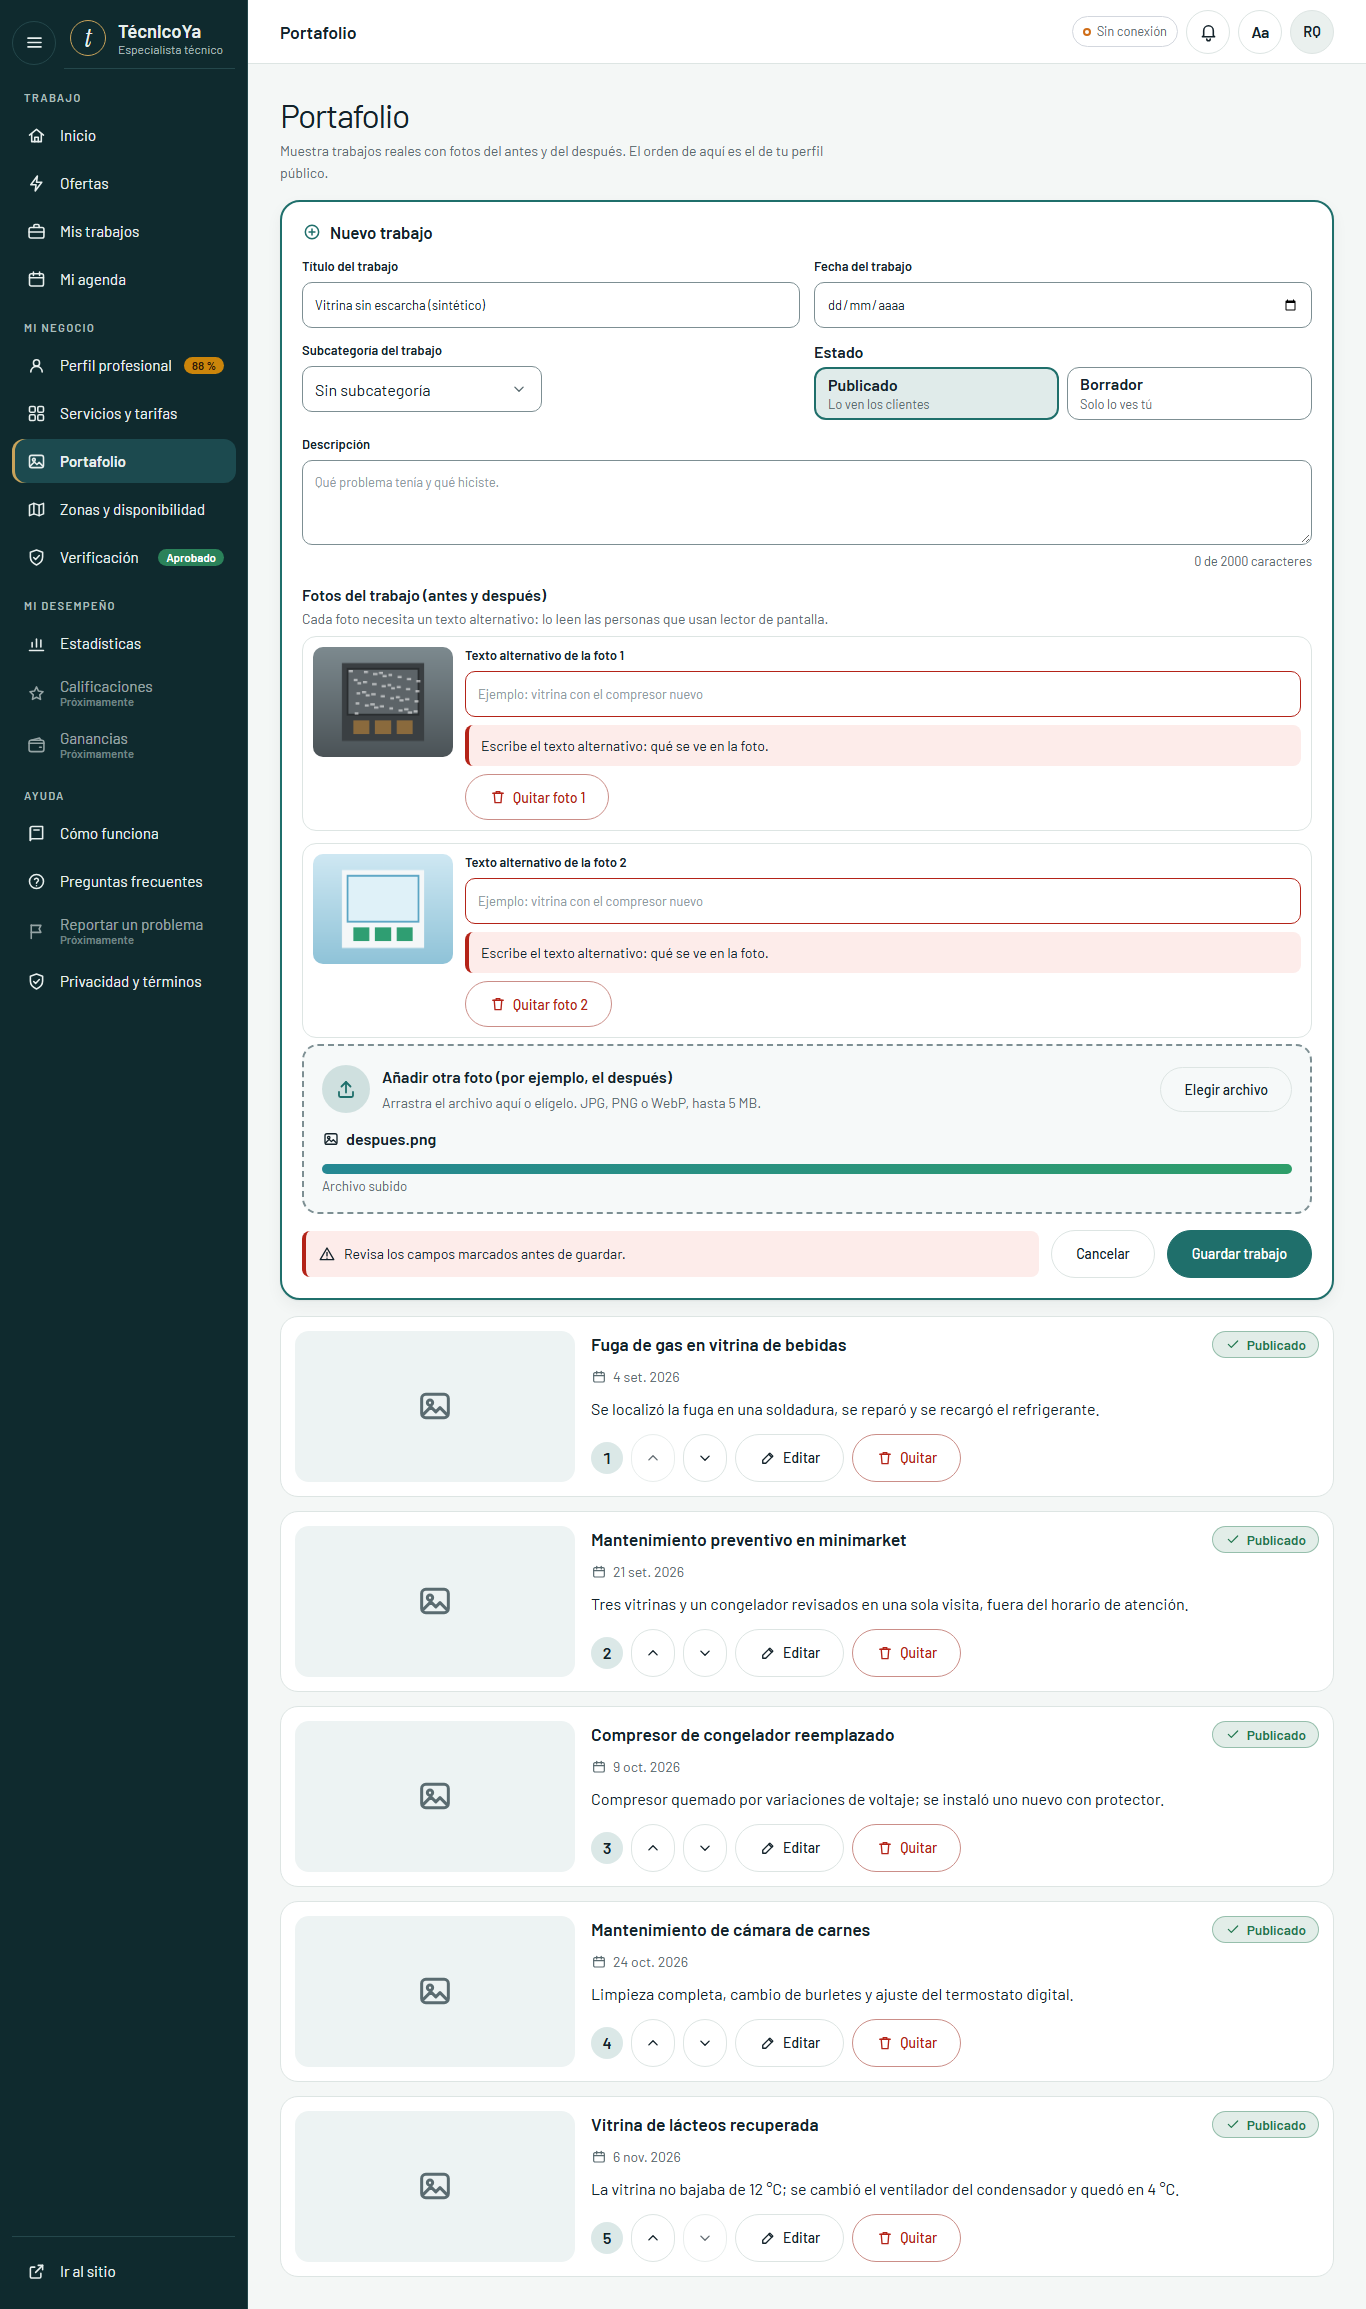 TécnicoYa
Especialista técnico
TRABAJO
Inicio
Ofertas
Mis trabajos
Mi agenda
MI NEGOCIO
Perfil profesional
88 %
Servicios y tarifas
Portafolio
Zonas y disponibilidad
Verificación
Aprobado
MI DESEMPEÑO
Estadísticas
Calificaciones
Próximamente
Ganancias
Próximamente
AYUDA
Cómo funciona
Preguntas frecuentes
Reportar un problema
Próximamente
Privacidad y términos
Ir al sitio
Portafolio
Sin conexión
Aa
RQ
Portafolio
Muestra trabajos reales con fotos del antes y del después. El orden de aquí es el de tu perfil
público.
Nuevo trabajo
Título del trabajo
Vitrina sin escarcha (sintético)
Fecha del trabajo
dd/mm/aaaa
Subcategoría del trabajo
Sin subcategoría
Estado
Publicado
Lo ven los clientes
Borrador
Solo lo ves tú
Descripción
Qué problema tenía y qué hiciste.
0 de 2000 caracteres
Fotos del trabajo (antes y después)
Cada foto necesita un texto alternativo: lo leen las personas que usan lector de pantalla.
Texto alternativo de la foto 1
Ejemplo: vitrina con el compresor nuevo
Escribe el texto alternativo: qué se ve en la foto.
Quitar foto 1
Texto alternativo de la foto 2
Ejemplo: vitrina con el compresor nuevo
Escribe el texto alternativo: qué se ve en la foto.
Quitar foto 2
Añadir otra foto (por ejemplo, el después)
Arrastra el archivo aquí o elígelo. JPG, PNG o WebP, hasta 5 MB.
Elegir archivo
despues.png
Archivo subido
Revisa los campos marcados antes de guardar.
Cancelar
Guardar trabajo
Fuga de gas en vitrina de bebidas
Publicado
4 set. 2026
Se localizó la fuga en una soldadura, se reparó y se recargó el refrigerante.
1
Editar
Quitar
Mantenimiento preventivo en minimarket
Publicado
21 set. 2026
Tres vitrinas y un congelador revisados en una sola visita, fuera del horario de atención.
2
Editar
Quitar
Compresor de congelador reemplazado
Publicado
9 oct. 2026
Compresor quemado por variaciones de voltaje; se instaló uno nuevo con protector.
3
Editar
Quitar
Mantenimiento de cámara de carnes
Publicado
24 oct. 2026
Limpieza completa, cambio de burletes y ajuste del termostato digital.
4
Editar
Quitar
Vitrina de lácteos recuperada
Publicado
6 nov. 2026
La vitrina no bajaba de 12 °C; se cambió el ventilador del condensador y quedó en 4 °C.
5
Editar
Quitar